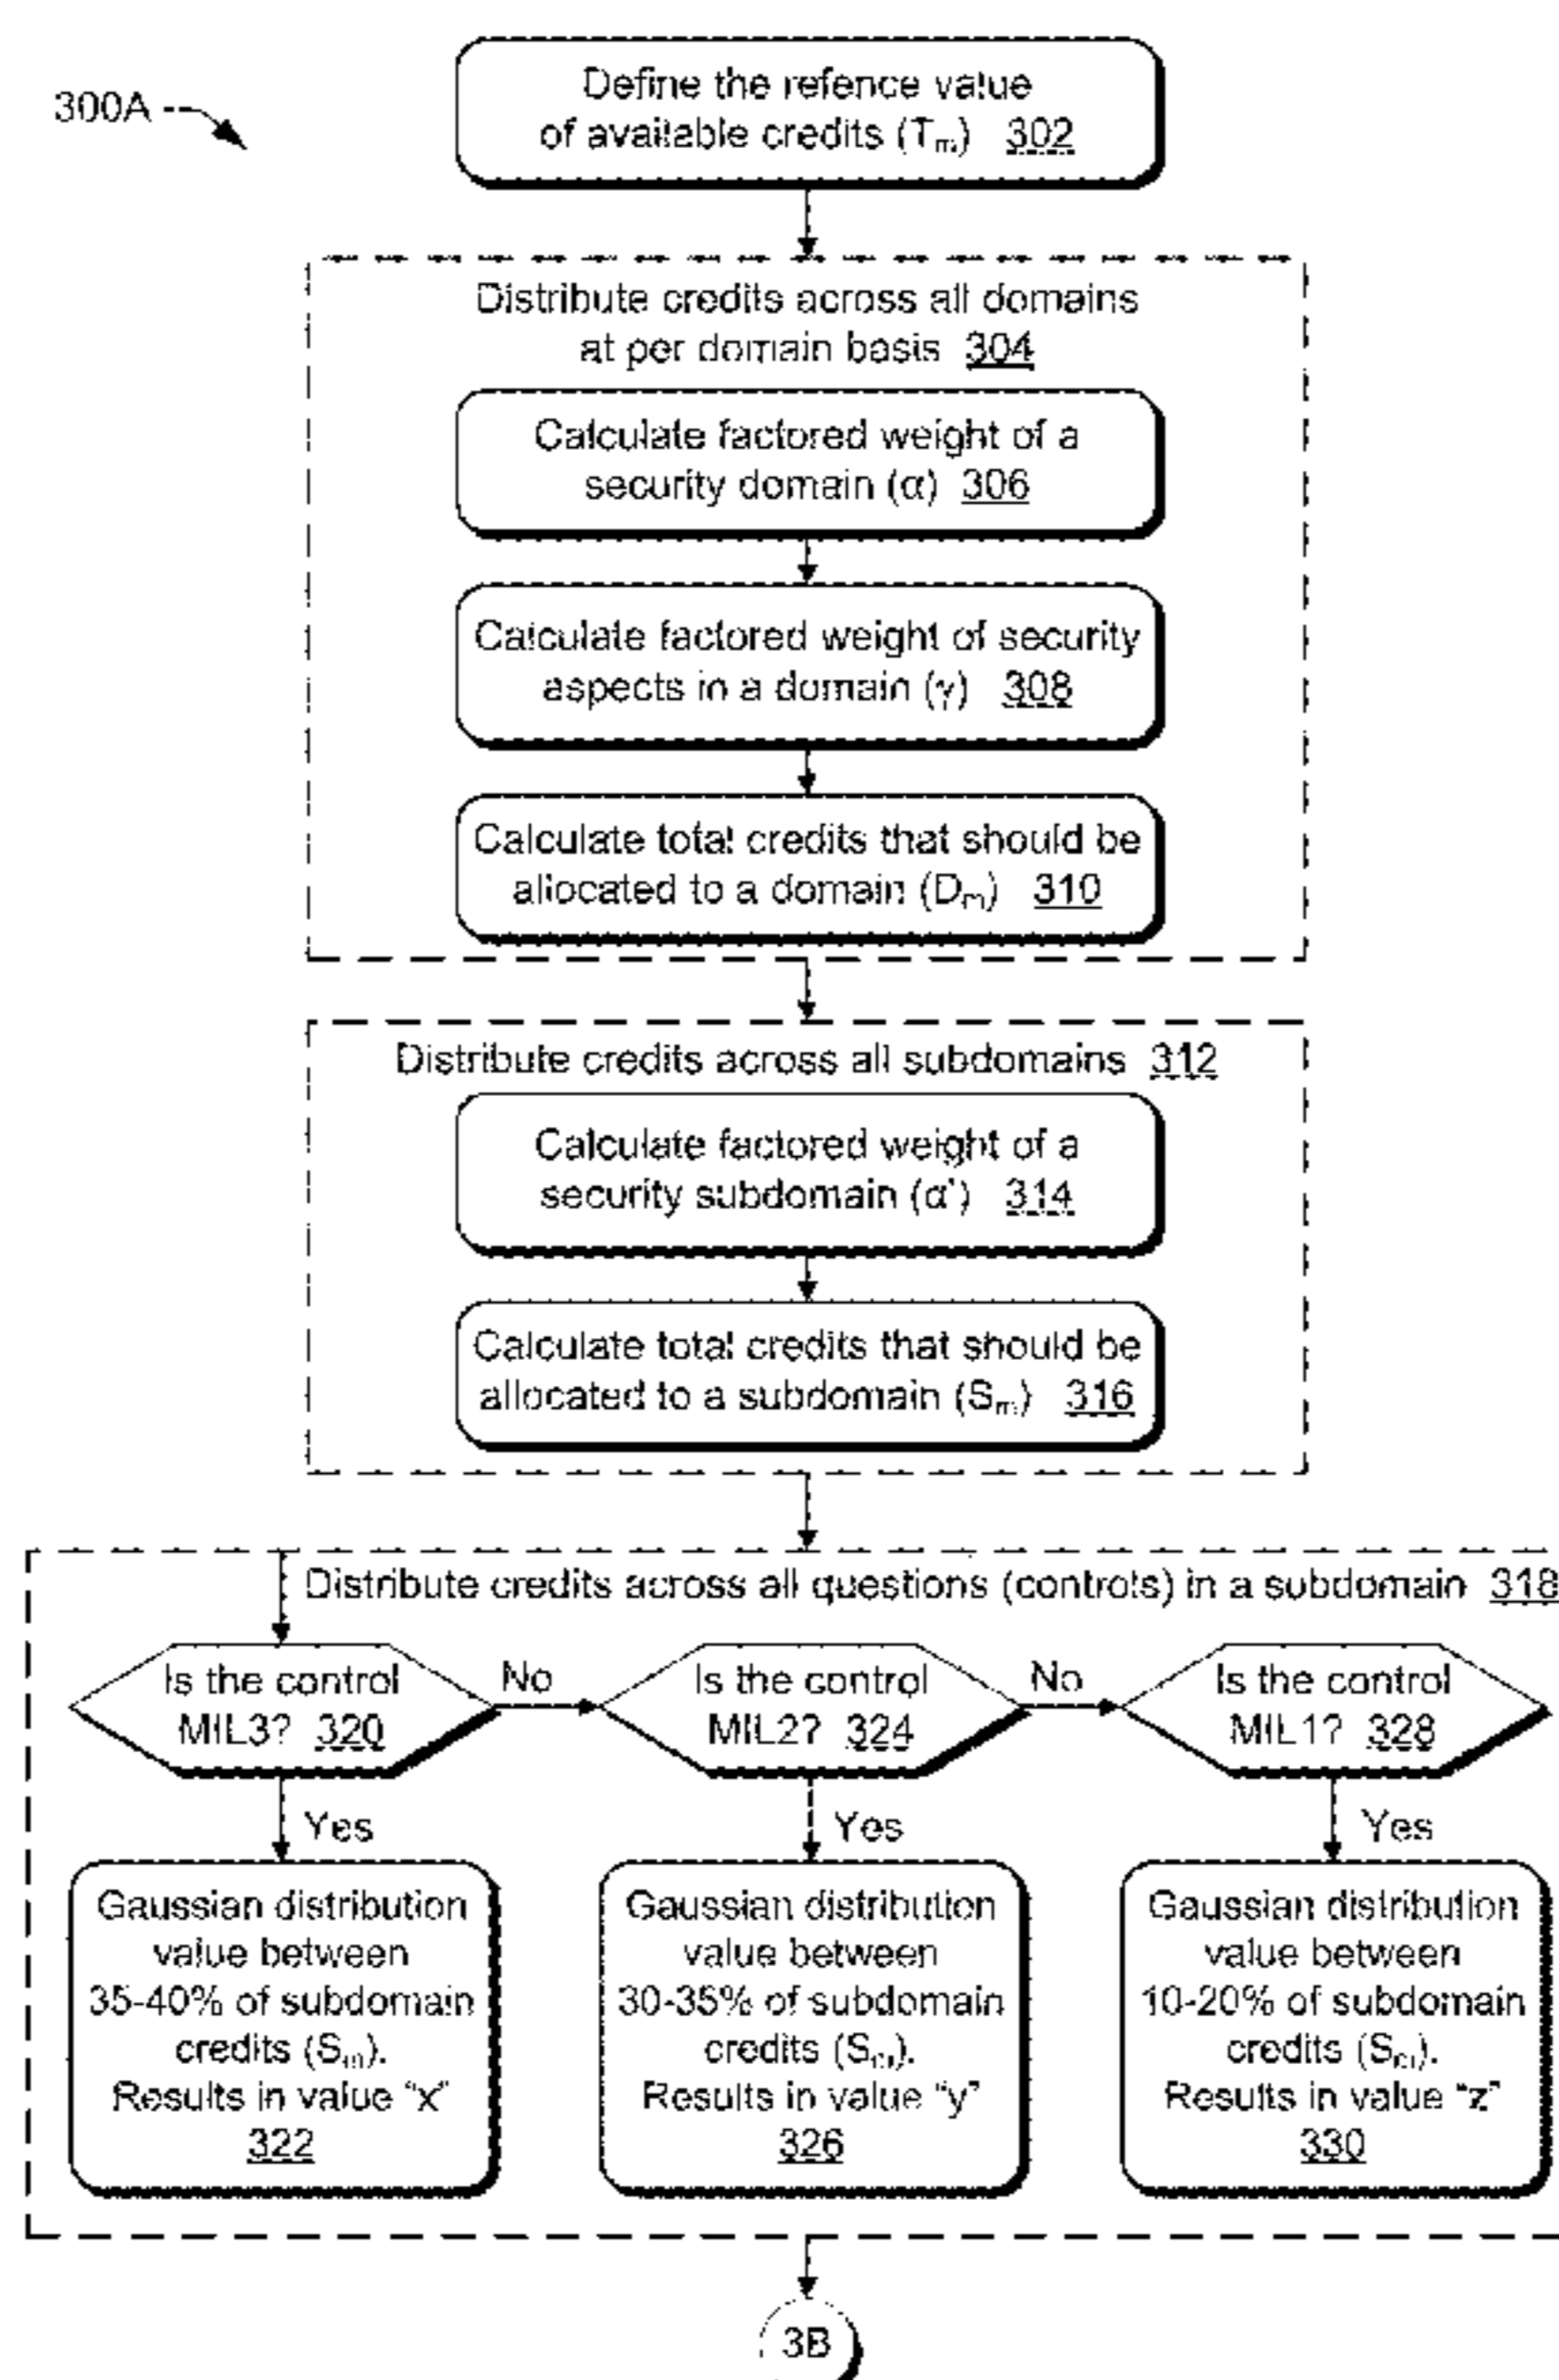 300A
Define the refence value
of available credits (Tm) 302
Distribute credits across all domains
at per domain basis 304
Calculate factored weight of a
security domain (α) 306
Calculate factored weight of security
aspects in a domain (γ) 308
Calculate total credits that should be
allocated to a domain (Dm) 310
Distribute credits across all subdomains 312
Calculate factored weight of a
security subdomain (α') 314
Calculate total credits that should be
allocated to a subdomain (Sm) 316
Distribute credits across all questions (controls) in a subdomain 318
Is the control
MIL3? 320
No
Is the control
MIL2? 324
No
Is the control
MIL1? 328
Yes
Yes
Yes
Gaussian distribution
value between
35-40% of subdomain
credits (Sm).
Results in value "x"
322
Gaussian distribution
value between
30-35% of subdomain
credits (Sm).
Results in value "y"
326
Gaussian distribution
value between
10-20% of subdomain
credits (Sm).
Results in value "z"
330
3B